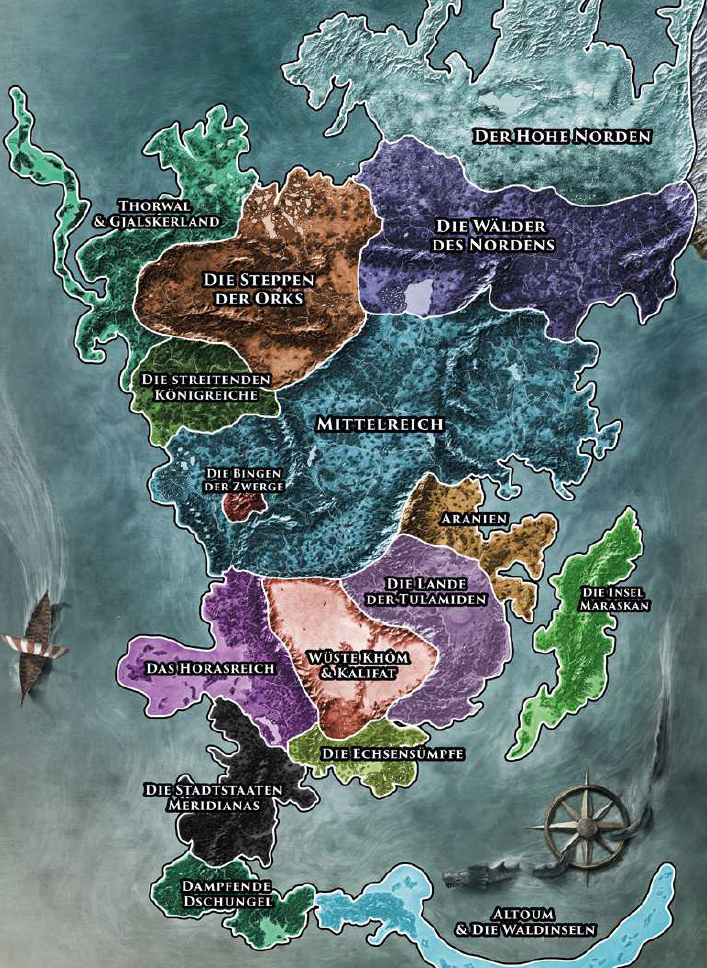 DER HOHE NORDEN
THORWAL
& GJALSKERLAND
DIE WÄLDER
DES NORDENS
DIE STEPPEN
DER ORKS
DIE STREITENDEN
KÖNIGREICHE
MITTELREICH
DIE BINGEN
DER ZWERGE
ARANIEN
DIE LANDE
DER TULAMIDEN
DIE INSEL
MARASKAN
DAS HORASREICH
WÜSTE KHÔM
& KALIFAT
DIE ECHSENSÜMPFE
DIE STADTSTAATEN
MERIDIANAS
DAMPFENDE
DSCHUNGEL
ALTOUM
& DIE WALDINSELN